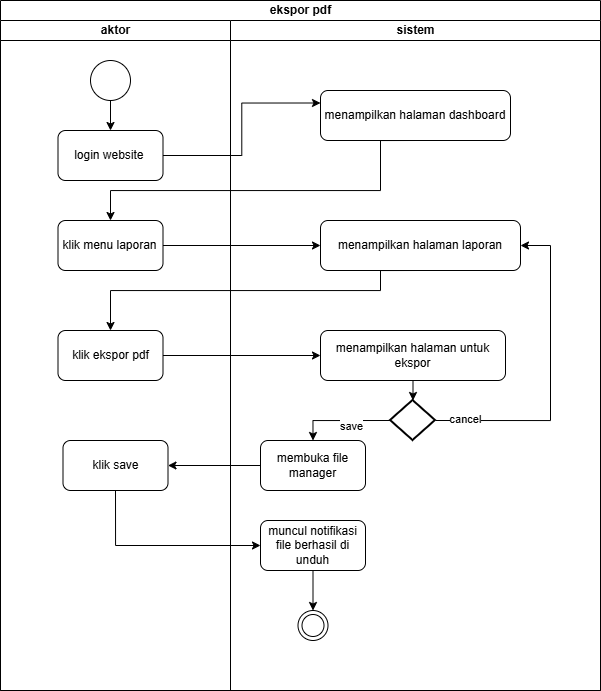 ekspor pdf
aktor
sistem
menampilkan halaman dashboard
login website
klik menu laporan
menampilkan halaman laporan
klik ekspor pdf
menampilkan halaman untuk
ekspor
save
cancel
klik save
membuka file
manager
muncul notifikasi
file berhasil di
unduh